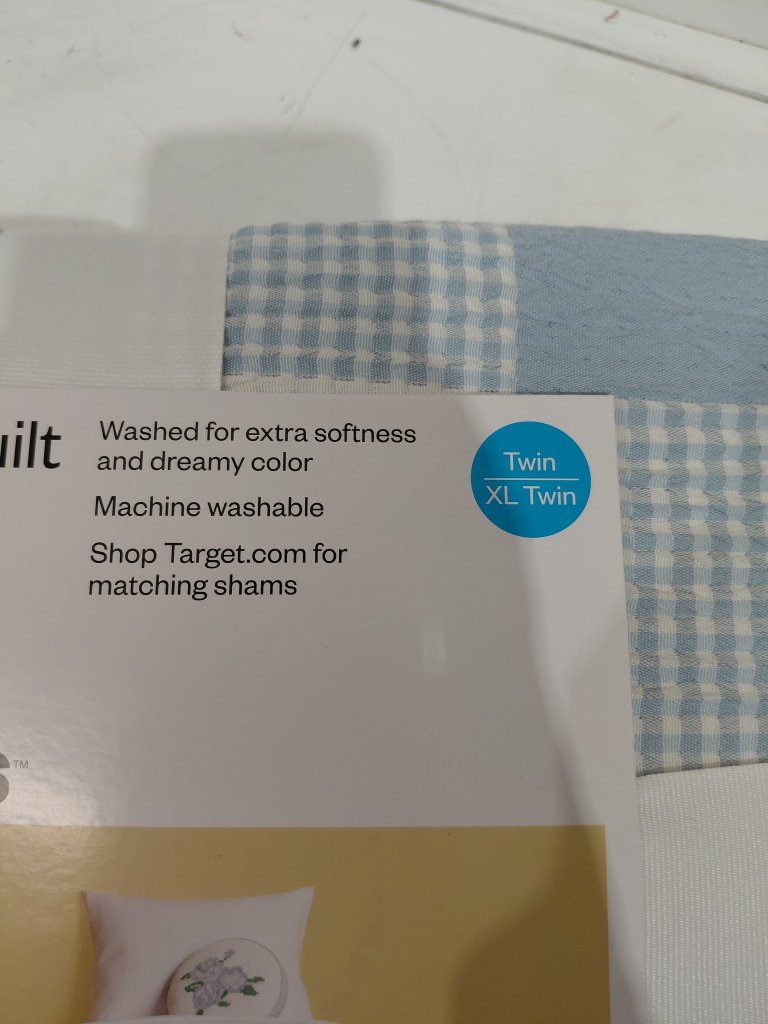 uilt
Washed for extra softness
and dreamy color
Machine washable
Shop Target.com for
matching shams
Twin
XL Twin
s™